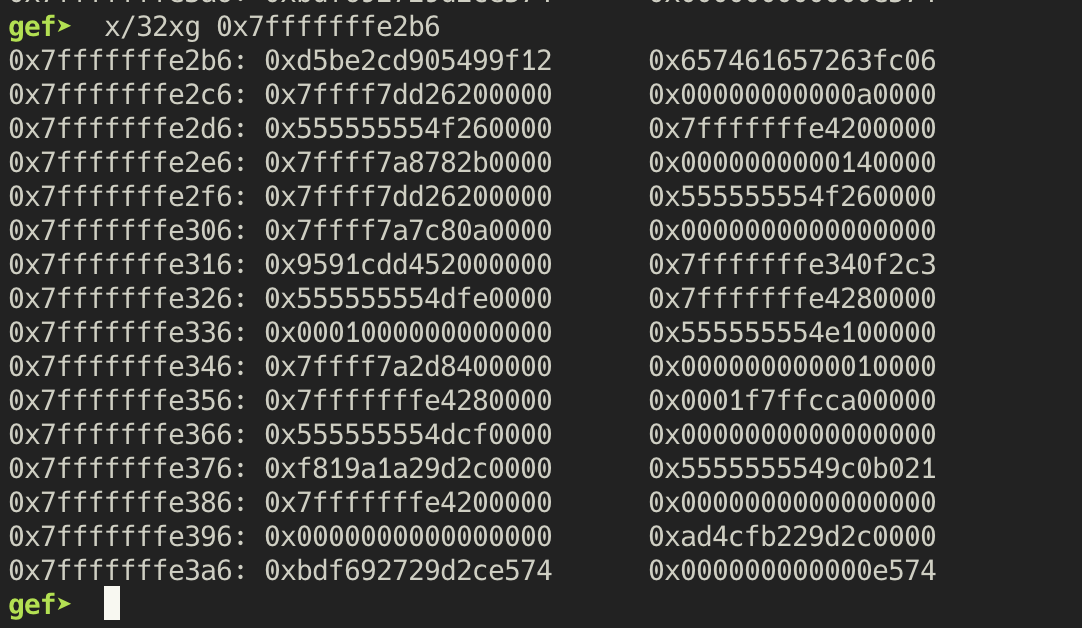 gef➤  x/32xg 0x7fffffffe2b6
0x7fffffffe2b6: 0xd5be2cd905499f12 0x657461657263fc06
0x7fffffffe2c6: 0x7ffff7dd26200000 0x00000000000a0000
0x7fffffffe2d6: 0x555555554f260000 0x7fffffffe4200000
0x7fffffffe2e6: 0x7ffff7a8782b0000 0x0000000000140000
0x7fffffffe2f6: 0x7ffff7dd26200000 0x555555554f260000
0x7fffffffe306: 0x7ffff7a7c80a0000 0x0000000000000000
0x7fffffffe316: 0x9591cdd452000000 0x7fffffffe340f2c3
0x7fffffffe326: 0x555555554dfe0000 0x7fffffffe4280000
0x7fffffffe336: 0x0001000000000000 0x555555554e100000
0x7fffffffe346: 0x7ffff7a2d8400000 0x0000000000010000
0x7fffffffe356: 0x7fffffffe4280000 0x0001f7ffcca00000
0x7fffffffe366: 0x555555554dcf0000 0x0000000000000000
0x7fffffffe376: 0xf819a1a29d2c0000 0x5555555549c0b021
0x7fffffffe386: 0x7fffffffe4200000 0x0000000000000000
0x7fffffffe396: 0x0000000000000000 0xad4cfb229d2c0000
0x7fffffffe3a6: 0xbdf692729d2ce574 0x000000000000e574
gef➤